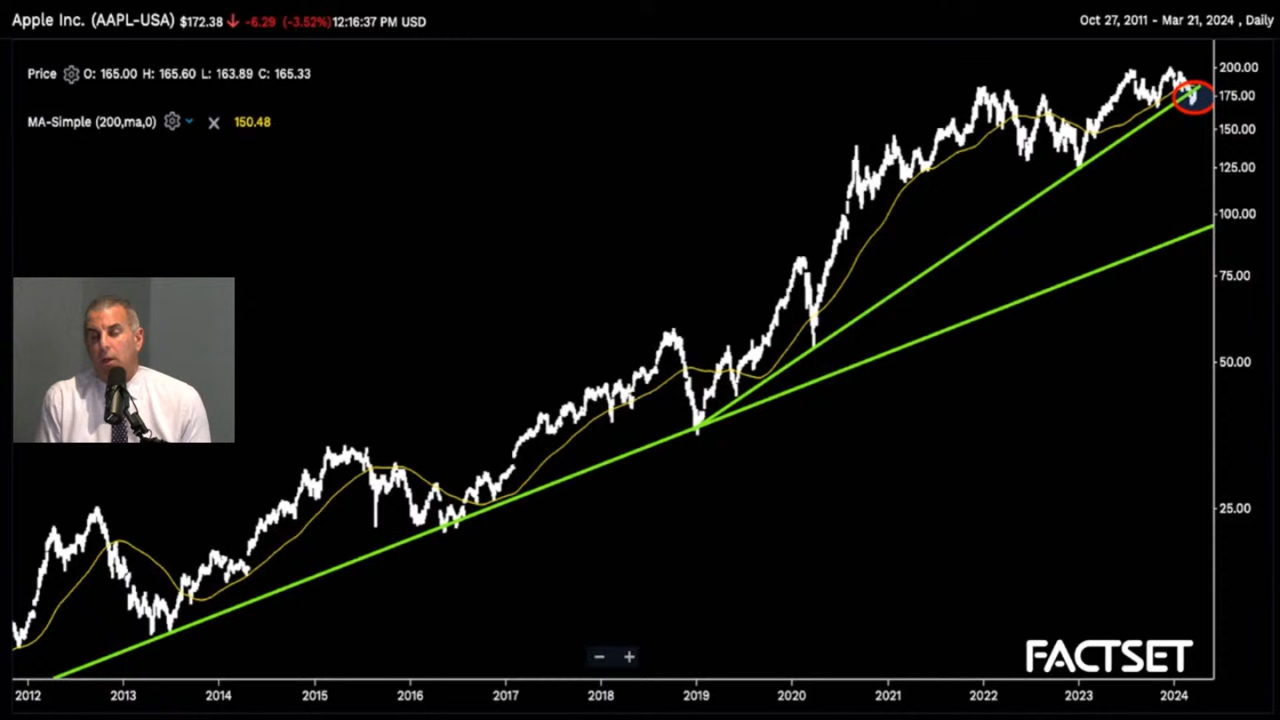 Apple Inc. (AAPL-USA) $172.38 -6.29 (-3.52%) 12:16:37 PM USD
Oct 27, 2011 - Mar 21, 2024 , Daily
Price O: 165.00 H: 165.60 L: 163.89 C: 165.33
MA-Simple (200,ma,0) X 150.48
200.00
175.00
150.00
125.00
100.00
75.00
50.00
25.00
− +
FACTSET
2012 2013 2014 2015 2016 2017 2018 2019 2020 2021 2022 2023 2024